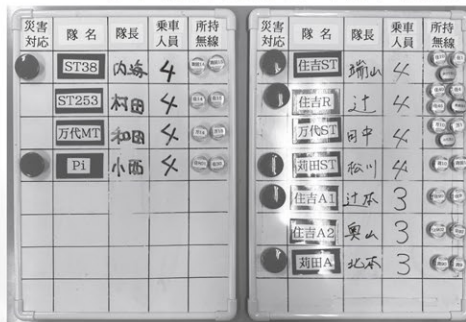 災害対応 隊名 隊長 乗車人員 所持無線
ST38 内海 4
ST253 村田 4
万代MT 和田 4
Pi 小西 4
災害対応 隊名 隊長 乗車人員 所持無線
住吉ST 瑞山 4
住吉R 辻 4
万代ST 田中 4
苅田ST 松川 4
住吉A1 辻本 3
住吉A2 奥山 3
苅田A 北本 3